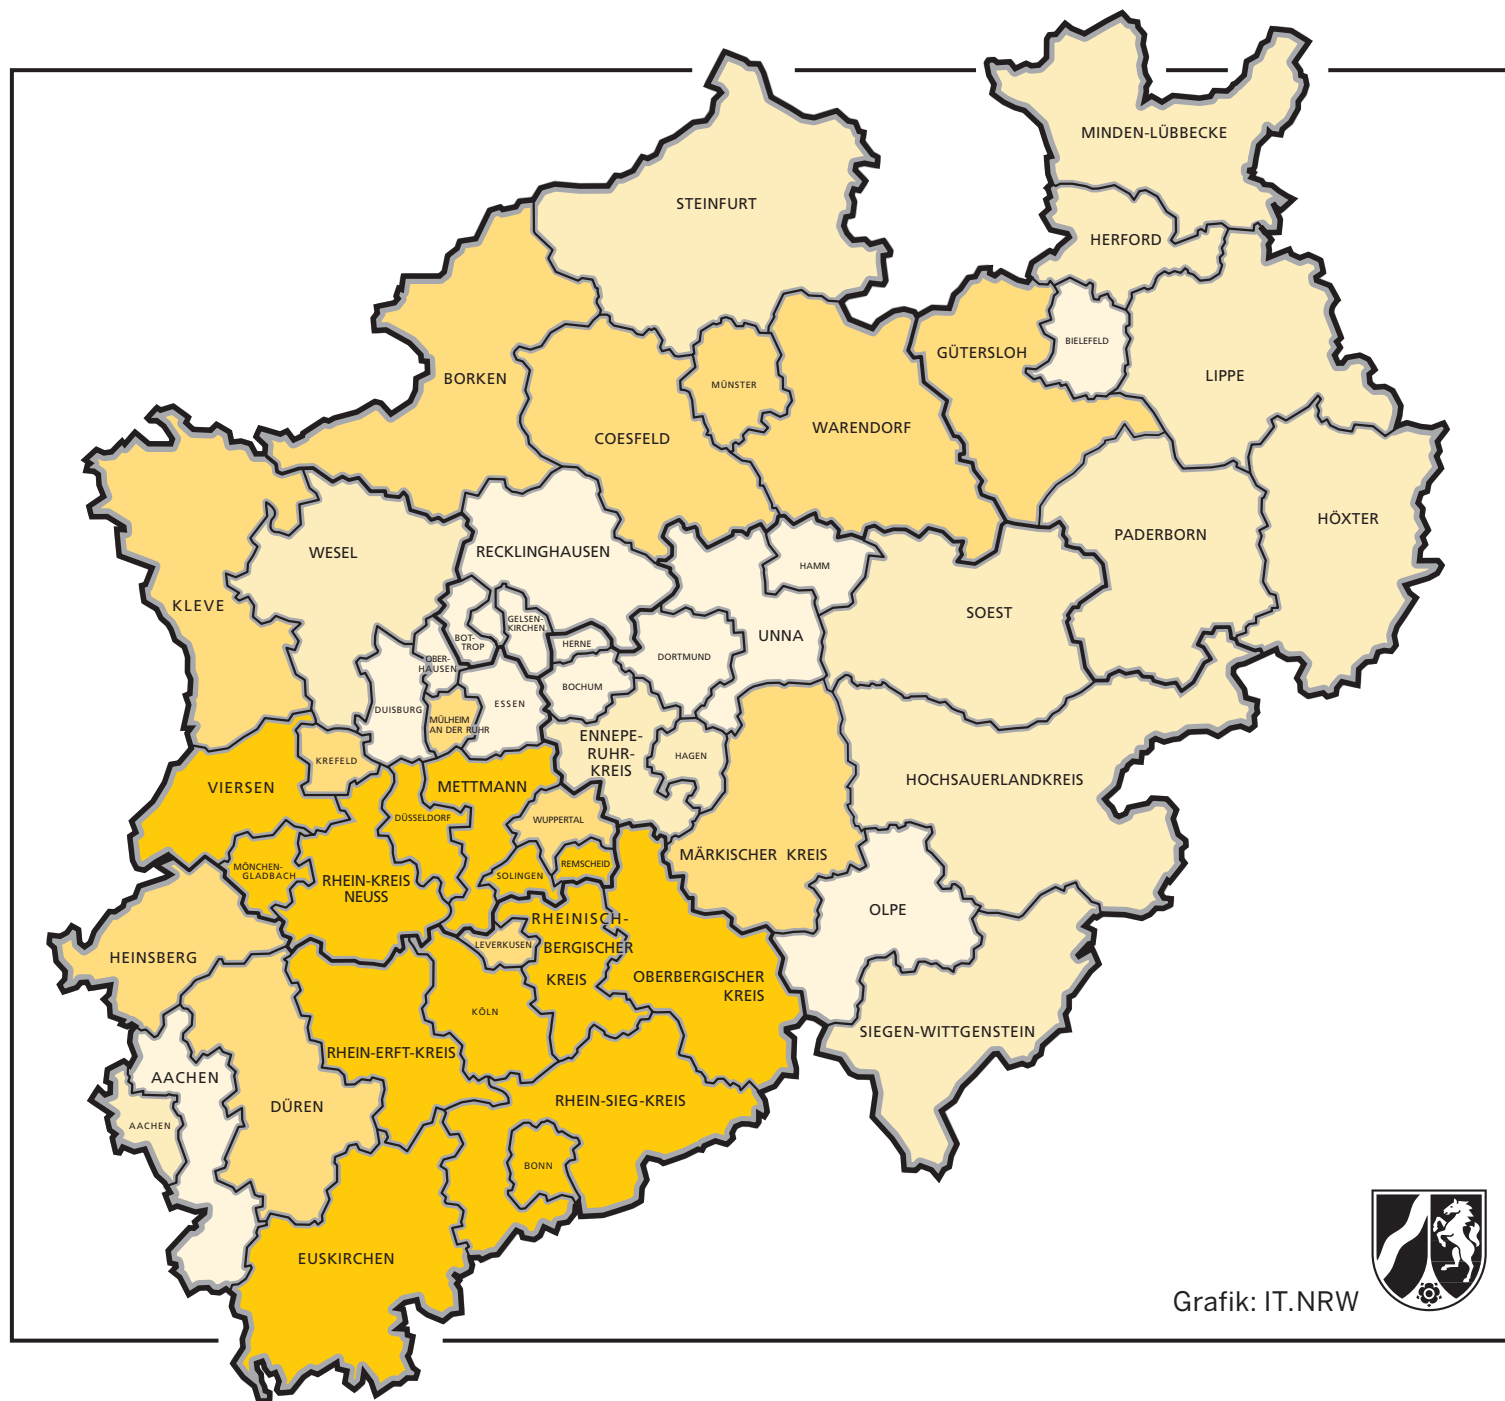 MINDEN-LÜBBECKE
STEINFURT
HERFORD
BIELEFELD
GÜTERSLOH
LIPPE
BORKEN
MÜNSTER
WARENDORF
COESFELD
HÖXTER
PADERBORN
WESEL
RECKLINGHAUSEN
HAMM
KLEVE
SOEST
GELSEN-
KIRCHEN
BOT-
TROP
HERNE
UNNA
DORTMUND
OBER-
HAUSEN
BOCHUM
DUISBURG
ESSEN
MÜLHEIM
AN DER RUHR
ENNEPE-
RUHR-
KREIS
HAGEN
KREFELD
HOCHSAUERLANDKREIS
VIERSEN
METTMANN
DÜSSELDORF
WUPPERTAL
MÄRKISCHER KREIS
MÖNCHEN-
GLADBACH
REMSCHEID
SOLINGEN
RHEIN-KREIS
NEUSS
OLPE
RHEINISCH-
BERGISCHER
KREIS
LEVERKUSEN
HEINSBERG
OBERBERGISCHER
KREIS
KÖLN
SIEGEN-WITTGENSTEIN
RHEIN-ERFT-KREIS
AACHEN
DÜREN
RHEIN-SIEG-KREIS
AACHEN
BONN
EUSKIRCHEN
Grafik: IT.NRW